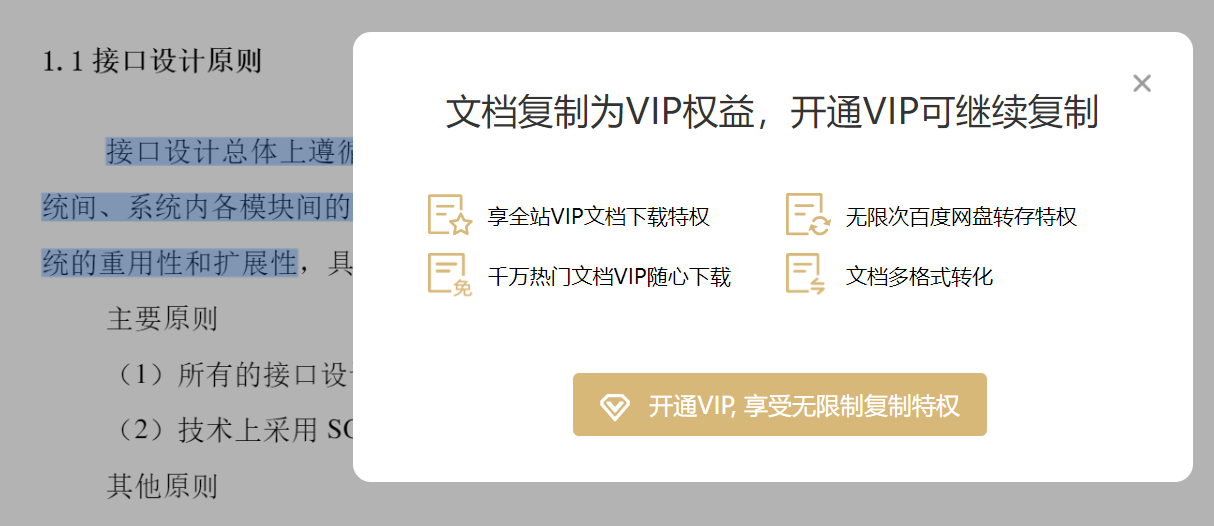 1.1 接口设计原则
接口设计总体上遵循
统间、系统内各模块间的
统的重用性和扩展性，具
主要原则
（1）所有的接口设
（2）技术上采用 SO
其他原则
文档复制为VIP权益，开通VIP可继续复制
享全站VIP文档下载特权
无限次百度网盘转存特权
免
千万热门文档VIP随心下载
文档多格式转化
开通VIP, 享受无限制复制特权